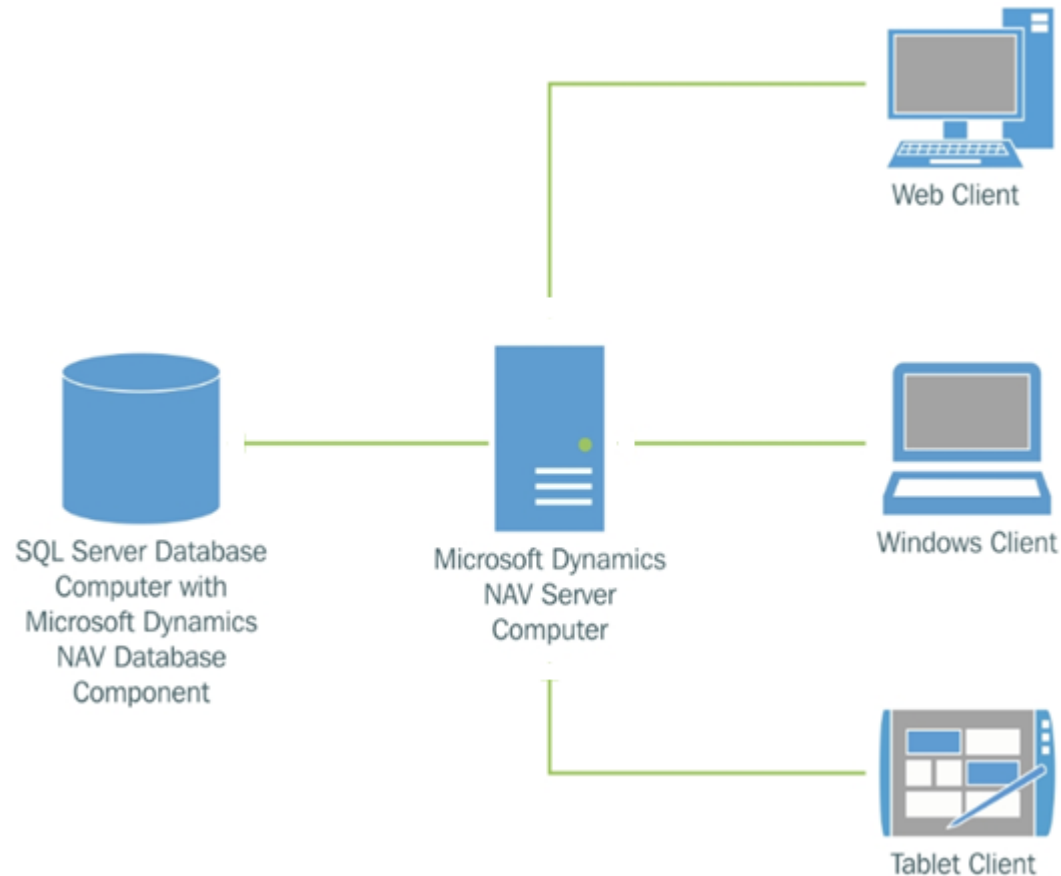 Web Client
SQL Server Database
Computer with
Microsoft Dynamics
NAV Database
Component
Microsoft Dynamics
NAV Server
Computer
Windows Client
Tablet Client